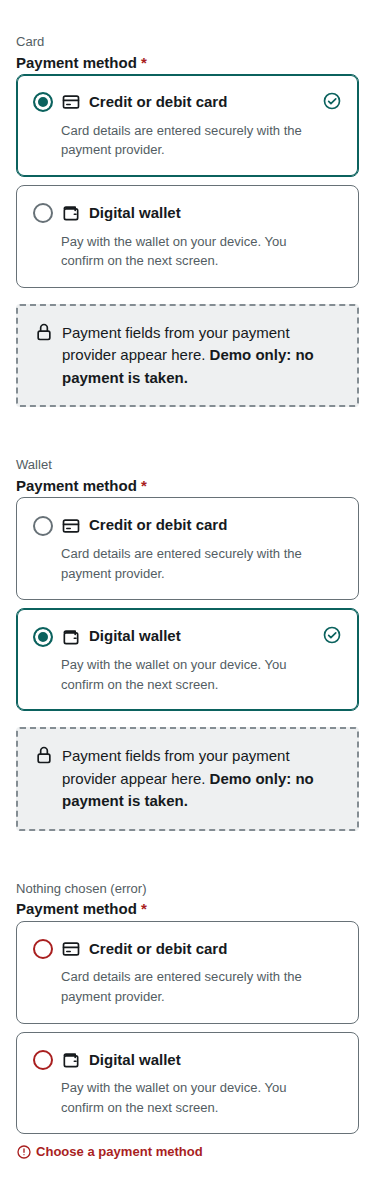 Card
Payment method *
Credit or debit card
Card details are entered securely with the
payment provider.
Digital wallet
Pay with the wallet on your device. You
confirm on the next screen.
Payment fields from your payment
provider appear here. Demo only: no
payment is taken.
Wallet
Payment method *
Credit or debit card
Card details are entered securely with the
payment provider.
Digital wallet
Pay with the wallet on your device. You
confirm on the next screen.
Payment fields from your payment
provider appear here. Demo only: no
payment is taken.
Nothing chosen (error)
Payment method *
Credit or debit card
Card details are entered securely with the
payment provider.
Digital wallet
Pay with the wallet on your device. You
confirm on the next screen.
Choose a payment method